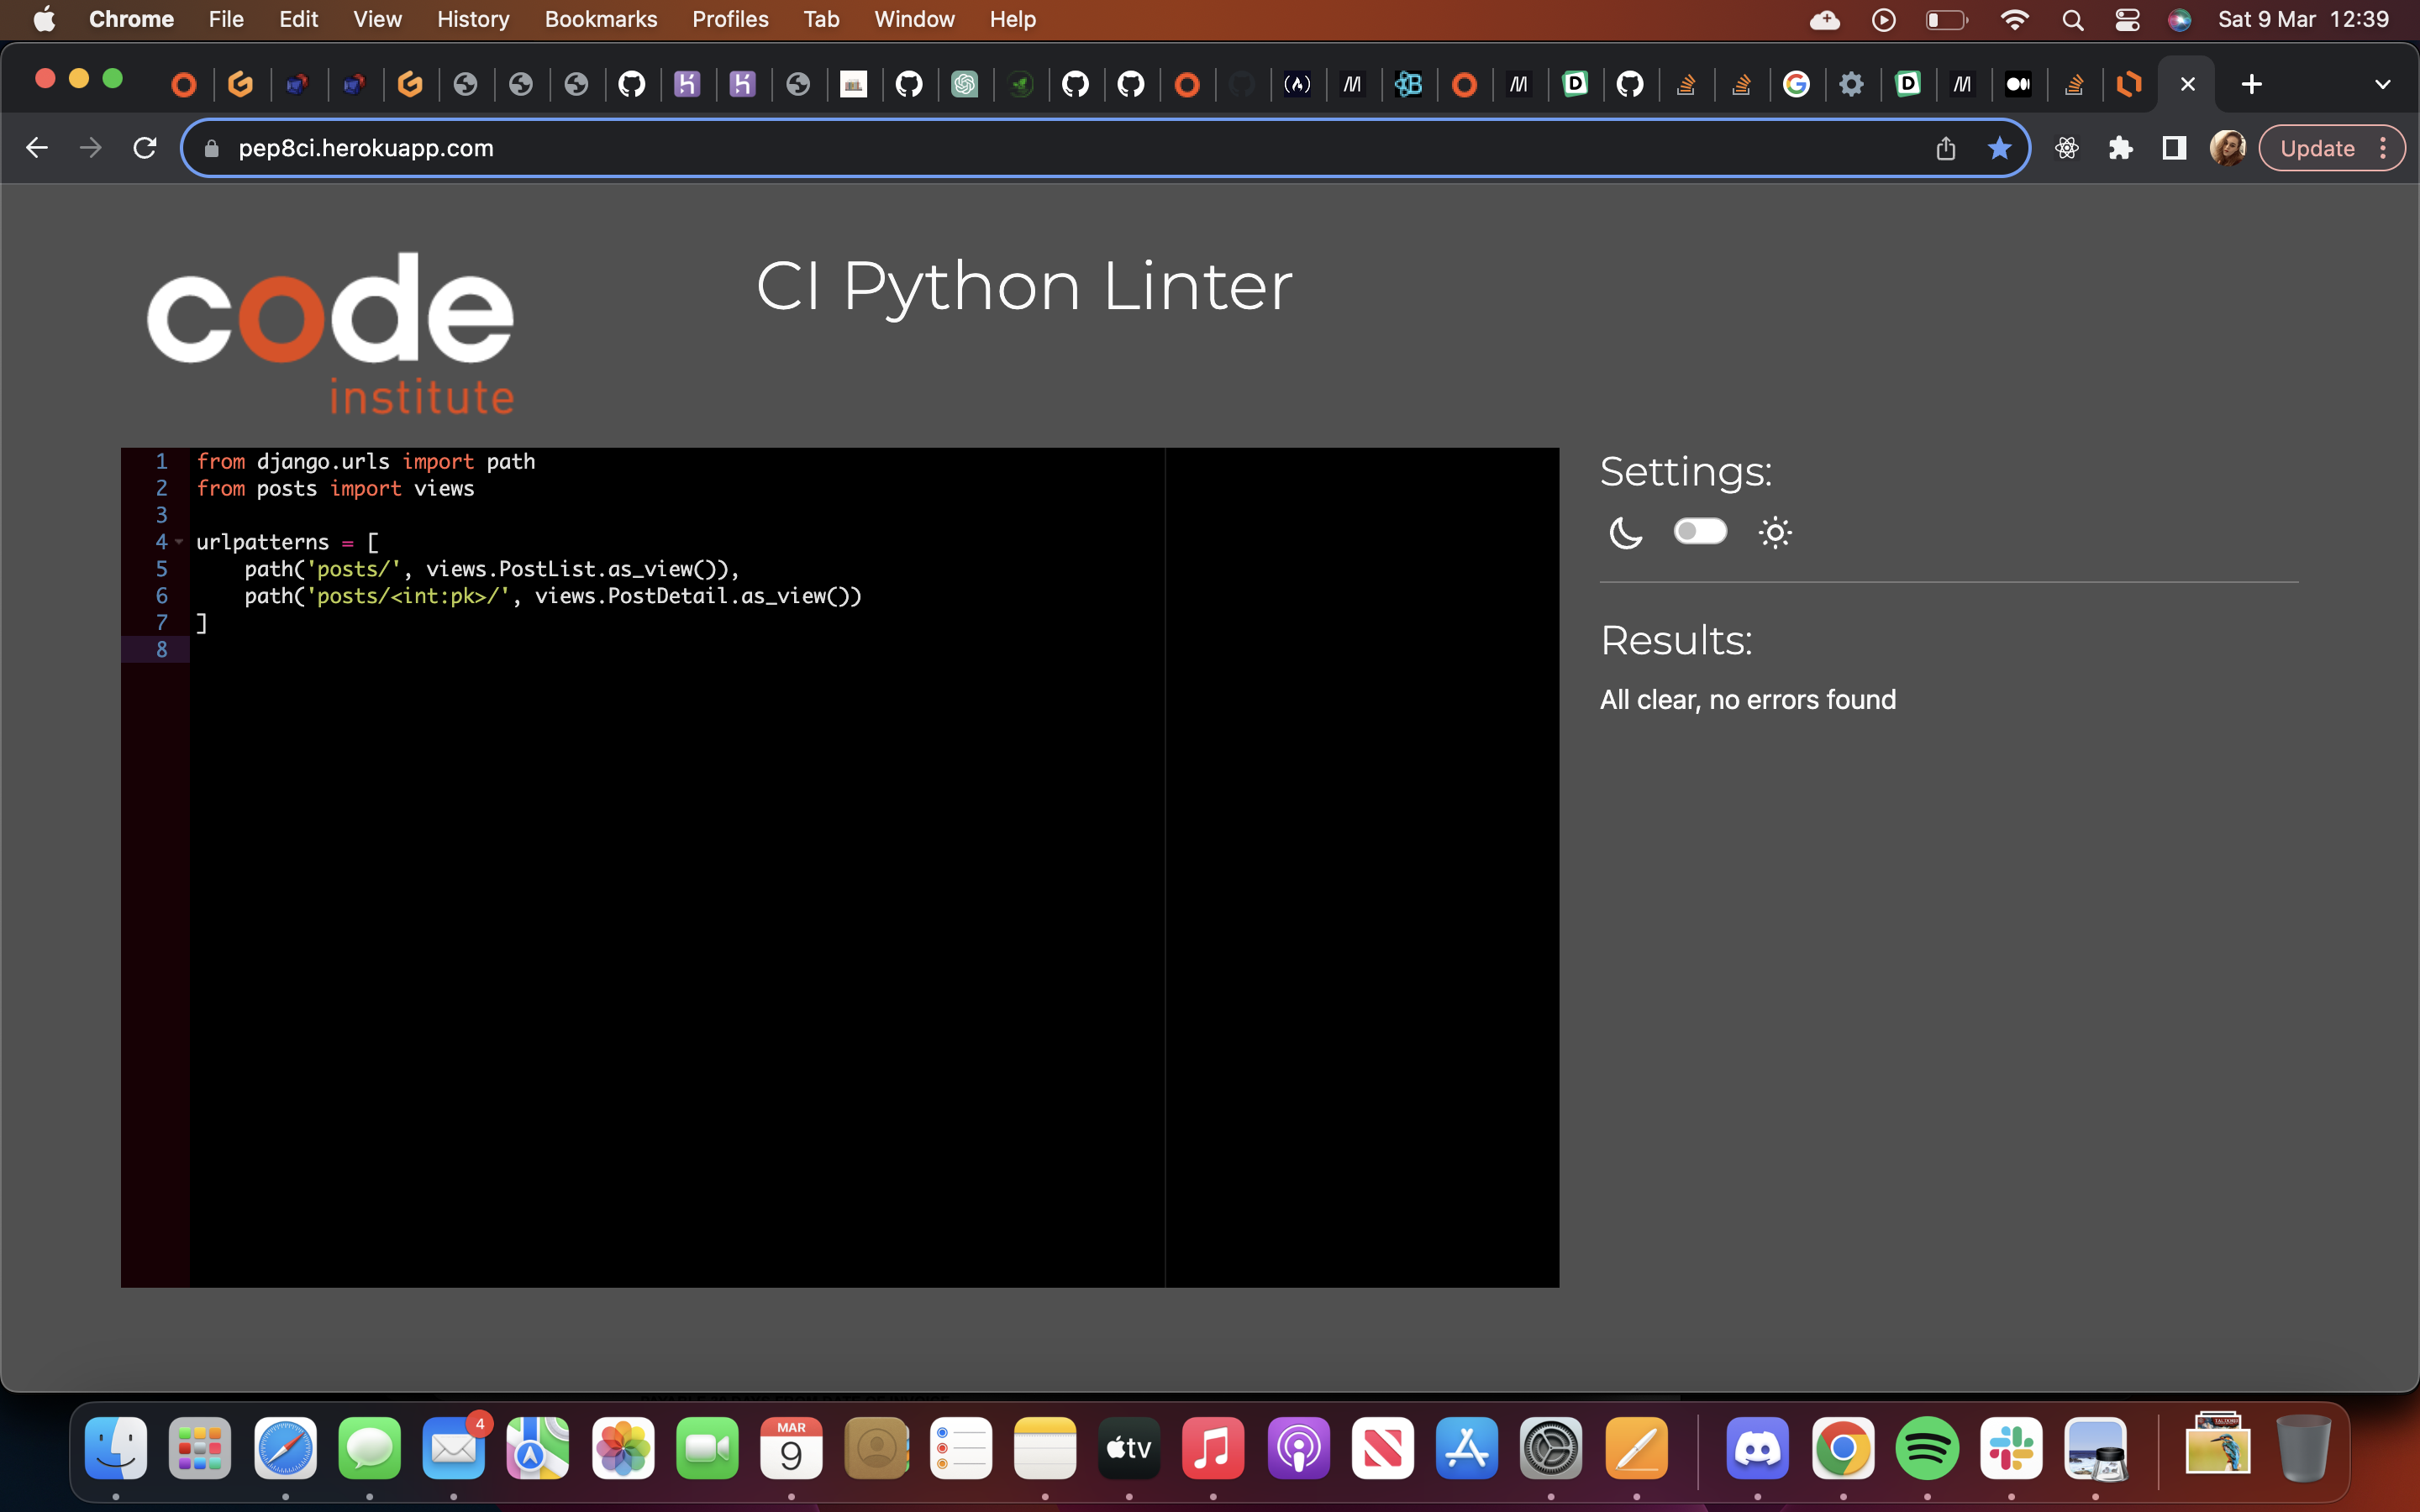 Chrome File Edit View History Bookmarks Profiles Tab Window Help Sat 9 Mar 12:39
pep8ci.herokuapp.com Update
code
institute
CI Python Linter
1 from django.urls import path
2 from posts import views
3
4 urlpatterns = [
5 path('posts/', views.PostList.as_view()),
6 path('posts/<int:pk>/', views.PostDetail.as_view())
7 ]
8
Settings:
Results:
All clear, no errors found
4
MAR
9
tv